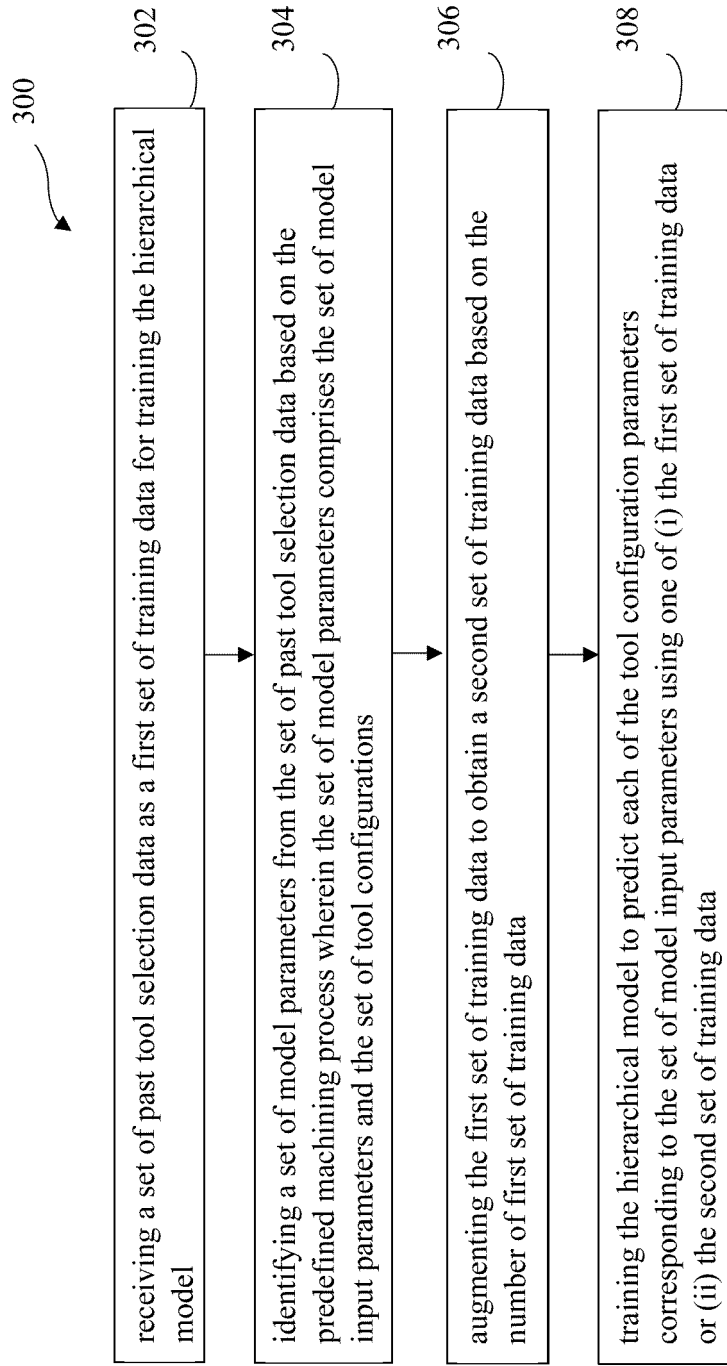 300
receiving a set of past tool selection data as a first set of training data for training the hierarchical
model
302
identifying a set of model parameters from the set of past tool selection data based on the
predefined machining process wherein the set of model parameters comprises the set of model
input parameters and the set of tool configurations
304
augmenting the first set of training data to obtain a second set of training data based on the
number of first set of training data
306
training the hierarchical model to predict each of the tool configuration parameters
corresponding to the set of model input parameters using one of (i) the first set of training data
or (ii) the second set of training data
308